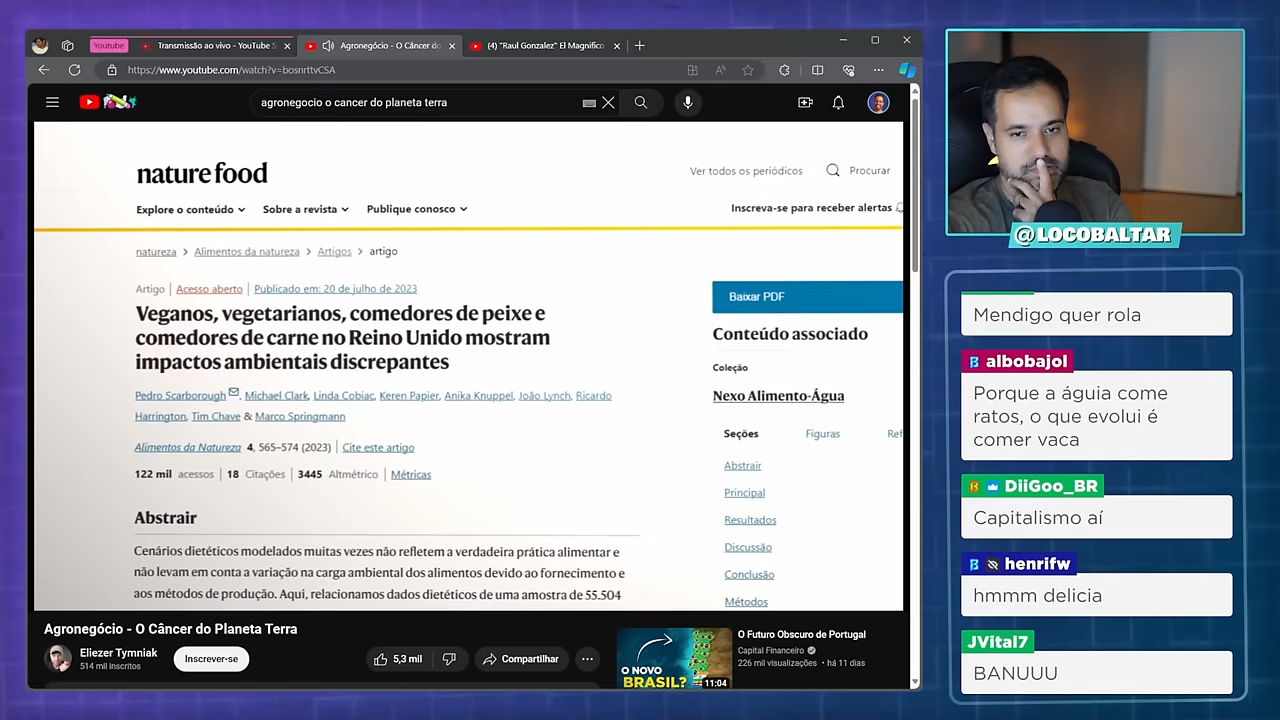 Youtube
Transmissão ao vivo - YouTube S
Agronegócio - O Câncer do
(4) "Raul Gonzalez" El Magnifico
https://www.youtube.com/watch?v=bosnrttvCSA
agronegocio o cancer do planeta terra
nature food
Ver todos os periódicos
Procurar
Explore o conteúdo
Sobre a revista
Publique conosco
Inscreva-se para receber alertas
natureza > Alimentos da natureza > Artigos > artigo
Artigo | Acesso aberto | Publicado em: 20 de julho de 2023
Veganos, vegetarianos, comedores de peixe e
comedores de carne no Reino Unido mostram
impactos ambientais discrepantes
Pedro Scarborough, Michael Clark, Linda Cobiac, Keren Papier, Anika Knuppel, João Lynch, Ricardo
Harrington, Tim Chave & Marco Springmann
Alimentos da Natureza 4, 565–574 (2023) | Cite este artigo
122 mil acessos | 18 Citações | 3445 Altmétrico | Métricas
Abstrair
Cenários dietéticos modelados muitas vezes não refletem a verdadeira prática alimentar e
não levam em conta a variação na carga ambiental dos alimentos devido ao fornecimento e
aos métodos de produção. Aqui, relacionamos dados dietéticos de uma amostra de 55.504
Baixar PDF
Conteúdo associado
Coleção
Nexo Alimento-Água
Seções
Figuras
Ref
Abstrair
Principal
Resultados
Discussão
Conclusão
Métodos
Agronegócio - O Câncer do Planeta Terra
Eliezer Tymniak
514 mil inscritos
Inscrever-se
5,3 mil
Compartilhar
O NOVO
BRASIL?
11:04
O Futuro Obscuro de Portugal
Capital Financeiro
226 mil visualizações • há 11 dias
@LOCOBALTAR
Mendigo quer rola
albobajol
Porque a águia come
ratos, o que evolui é
comer vaca
DiiGoo_BR
Capitalismo aí
henrifw
hmmm delicia
JVital7
BANUUU